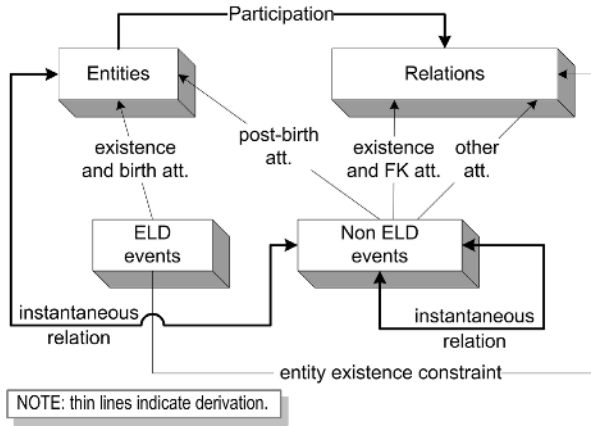 Participation
Entities
Relations
existence
and birth att.
post-birth
att.
existence
and FK att.
other
att.
ELD
events
Non ELD
events
instantaneous
relation
instantaneous
relation
entity existence constraint
NOTE: thin lines indicate derivation.